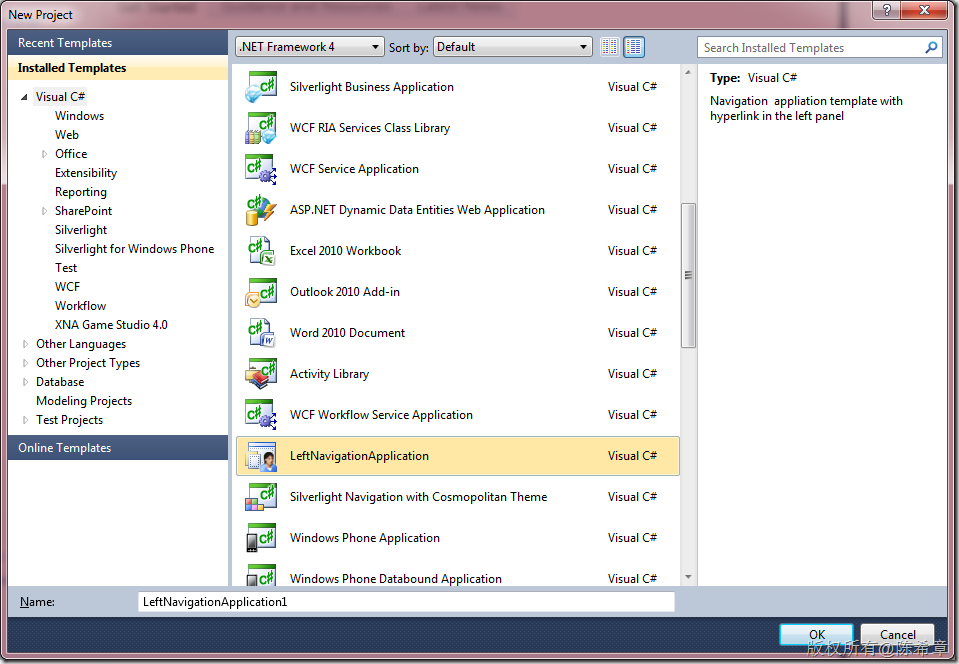 New Project
Recent Templates
Installed Templates
Visual C#
Windows
Web
Office
Extensibility
Reporting
SharePoint
Silverlight
Silverlight for Windows Phone
Test
WCF
Workflow
XNA Game Studio 4.0
Other Languages
Other Project Types
Database
Modeling Projects
Test Projects
Online Templates
.NET Framework 4 Sort by: Default
Silverlight Business Application Visual C#
WCF RIA Services Class Library Visual C#
WCF Service Application Visual C#
ASP.NET Dynamic Data Entities Web Application Visual C#
Excel 2010 Workbook Visual C#
Outlook 2010 Add-in Visual C#
Word 2010 Document Visual C#
Activity Library Visual C#
WCF Workflow Service Application Visual C#
LeftNavigationApplication Visual C#
Silverlight Navigation with Cosmopolitan Theme Visual C#
Windows Phone Application Visual C#
Windows Phone Databound Application Visual C#
Search Installed Templates
Type: Visual C#
Navigation appliation template with
hyperlink in the left panel
Name: LeftNavigationApplication1
OK Cancel
版权所有@陈希章